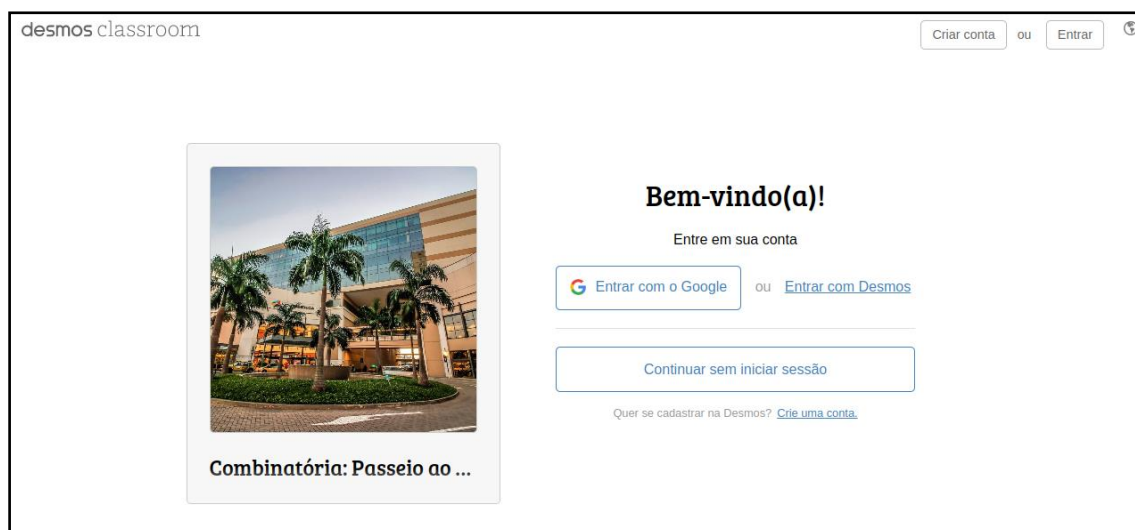 desmos classroom
Criar conta ou Entrar
Bem-vindo(a)!
Entre em sua conta
Entrar com o Google ou Entrar com Desmos
Continuar sem iniciar sessão
Quer se cadastrar na Desmos? Crie uma conta.
Combinatória: Passeio ao ...